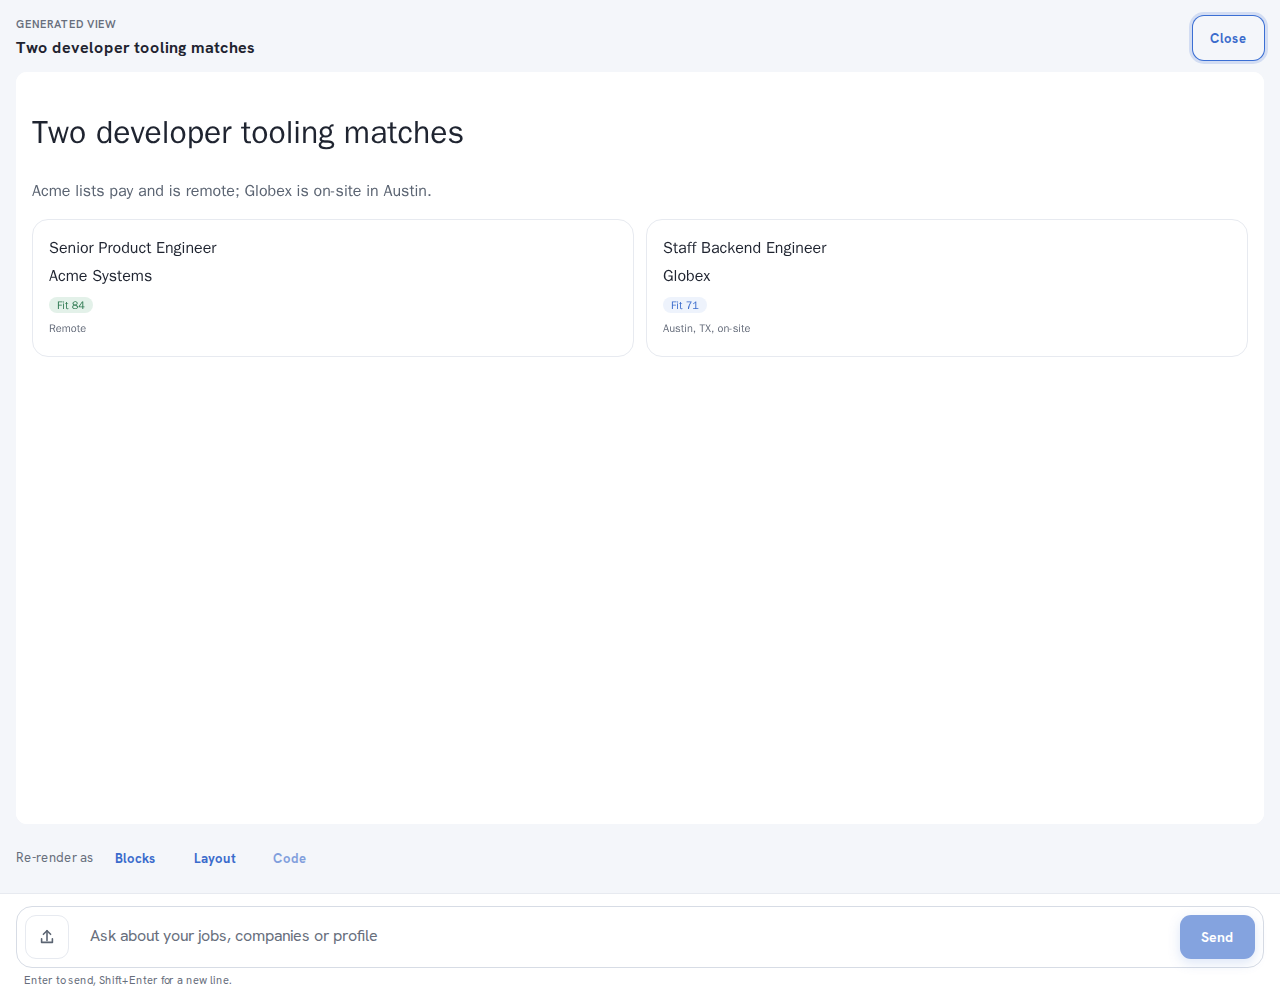 GENERATED VIEW
Two developer tooling matches
Close
Two developer tooling matches
Acme lists pay and is remote; Globex is on-site in Austin.
Senior Product Engineer
Acme Systems
Fit 84
Remote
Staff Backend Engineer
Globex
Fit 71
Austin, TX, on-site
Re-render as Blocks Layout Code
Ask about your jobs, companies or profile
Send
Enter to send, Shift+Enter for a new line.